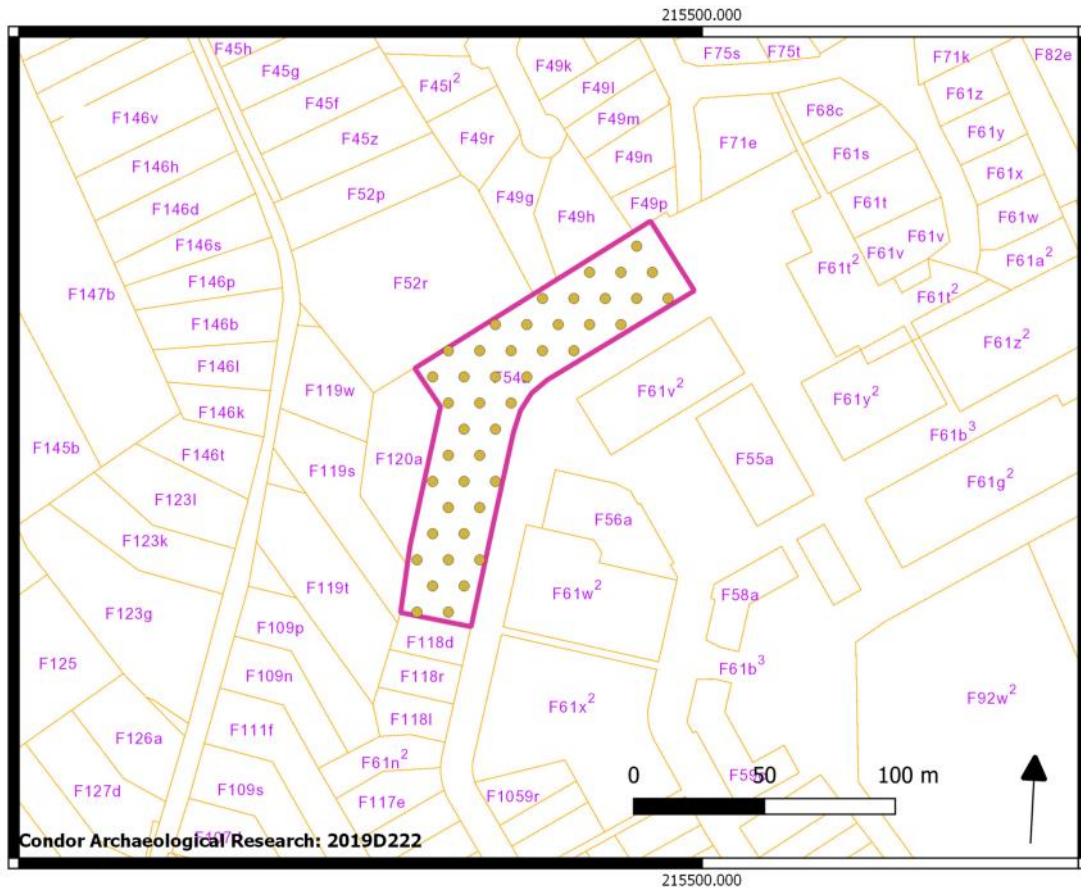 215500.000
F45h
F75s
F75t
F45g
F45l²
F49k
F71k
F82e
F49l
F61z
F45f
F146v
F68c
F49m
F45z
F49r
F61y
F71e
F49n
F61s
F146h
F61x
F52p
F49g
F49p
F61t
F146d
F49h
F61w
F61v
F146s
F61v
F61a²
F61t²
F146p
F52r
F147b
F61t²
F146b
F61z²
F146l
F119w
F61v²
F61y²
F146k
F61b³
F145b
F146t
F120a
F55a
F119s
F61g²
F123l
F56a
F123k
F119t
F61w²
F58a
F123g
F109p
F118d
F125
F61b³
F118r
F109n
F92w²
F61x²
F118l
F111f
F126a
F61n²
0
50
100 m
F127d
F109s
F117e
F1059r
Condor Archaeological Research: 2019D222
215500.000